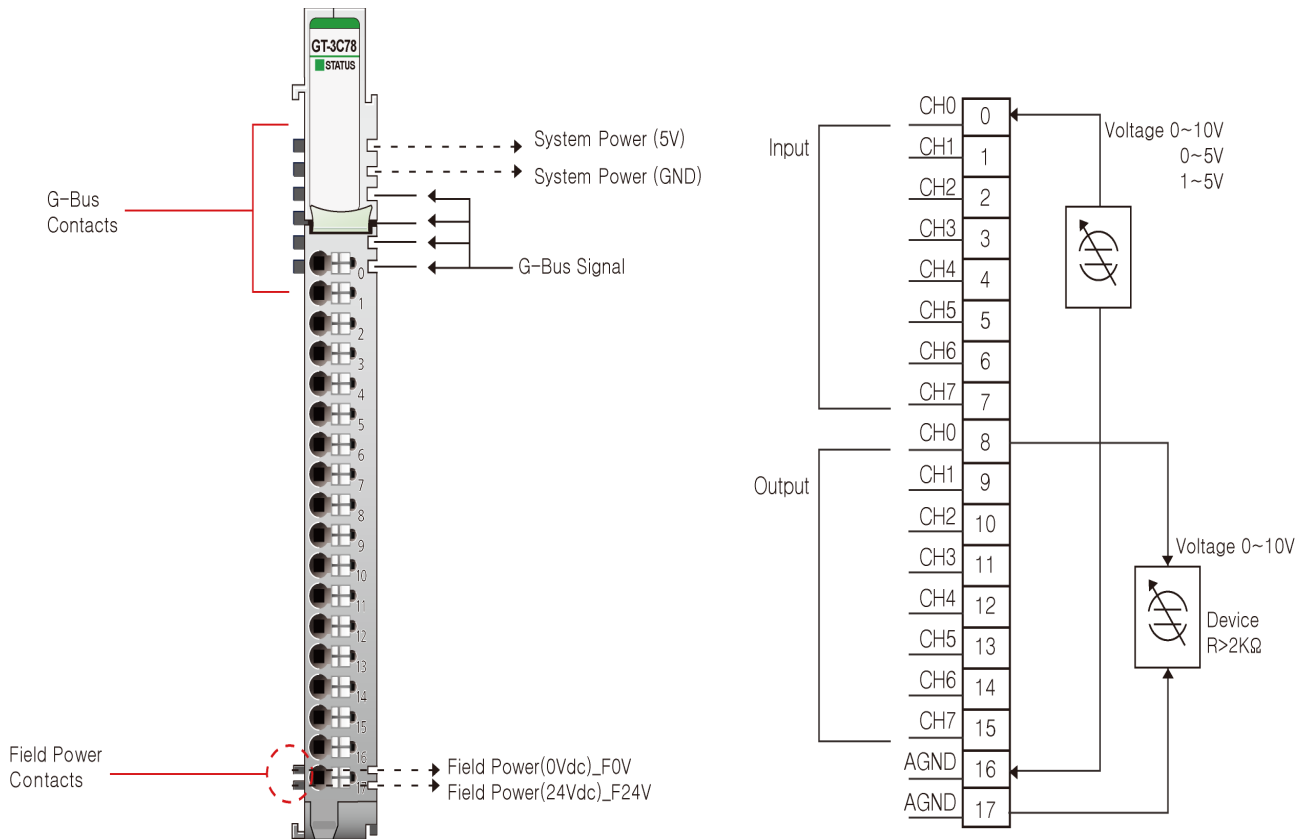 GT-3C78
STATUS
System Power (5V)
System Power (GND)
G-Bus
Contacts
G-Bus Signal
0
1
2
3
4
5
6
7
8
9
10
11
12
13
14
15
16
17
Field Power
Contacts
Field Power(0Vdc)_F0V
Field Power(24Vdc)_F24V
Input
CH0 0
CH1 1
CH2 2
CH3 3
CH4 4
CH5 5
CH6 6
CH7 7
Output
CH0 8
CH1 9
CH2 10
CH3 11
CH4 12
CH5 13
CH6 14
CH7 15
AGND 16
AGND 17
Voltage 0~10V
0~5V
1~5V
Voltage 0~10V
Device
R>2KΩ